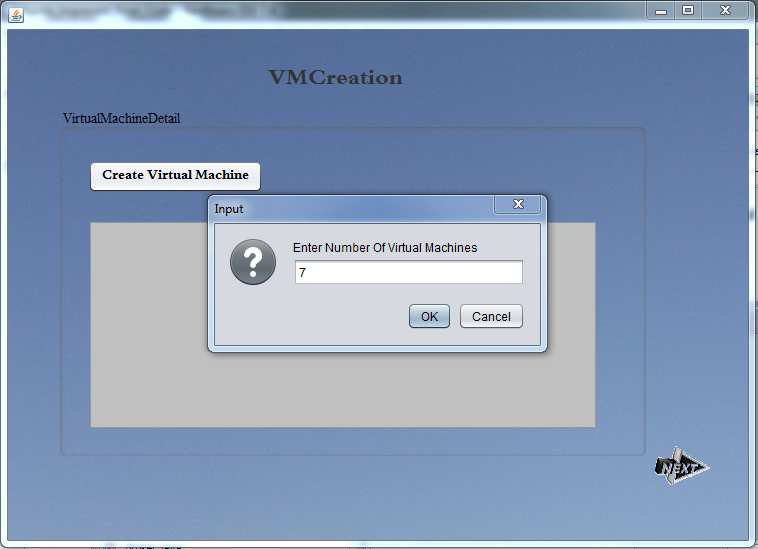 VMCreation
VirtualMachineDetail
Create Virtual Machine
Input
Enter Number Of Virtual Machines
7
OK
Cancel
NEXT